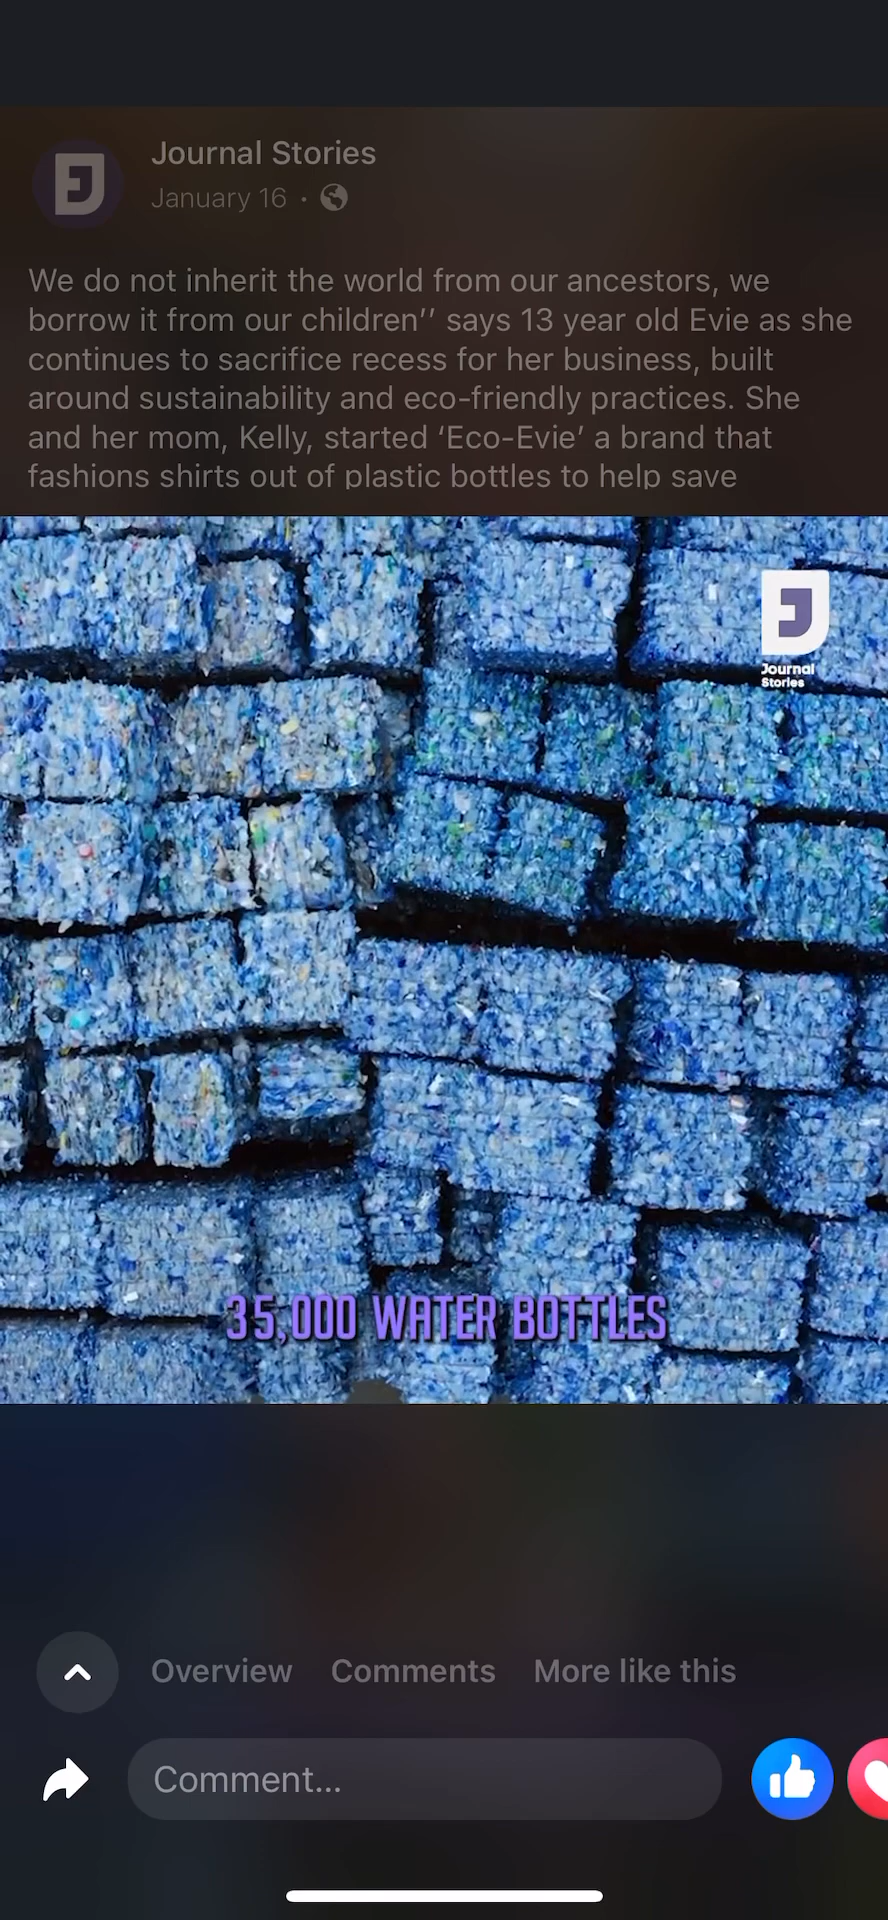 Journal Stories
January 16 ·
We do not inherit the world from our ancestors, we
borrow it from our children’’ says 13 year old Evie as she
continues to sacrifice recess for her business, built
around sustainability and eco-friendly practices. She
and her mom, Kelly, started ‘Eco-Evie’ a brand that
fashions shirts out of plastic bottles to help save
Journal
Stories
35,000 WATER BOTTLES
Overview Comments More like this
Comment...